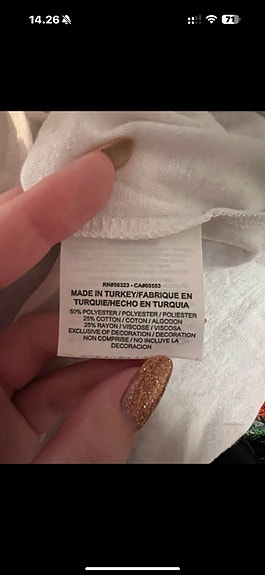 14.26
71
RN#56323 - CA#05553
MADE IN TURKEY/FABRIQUE EN
TURQUIE/HECHO EN TURQUIA
50% POLYESTER / POLYESTER / POLIESTER
25% COTTON / COTON / ALGODON
25% RAYON / VISCOSE / VISCOSA
EXCLUSIVE OF DECORATION / DECORATION
NON COMPRISE / NO INCLUYE LA
DECORACION